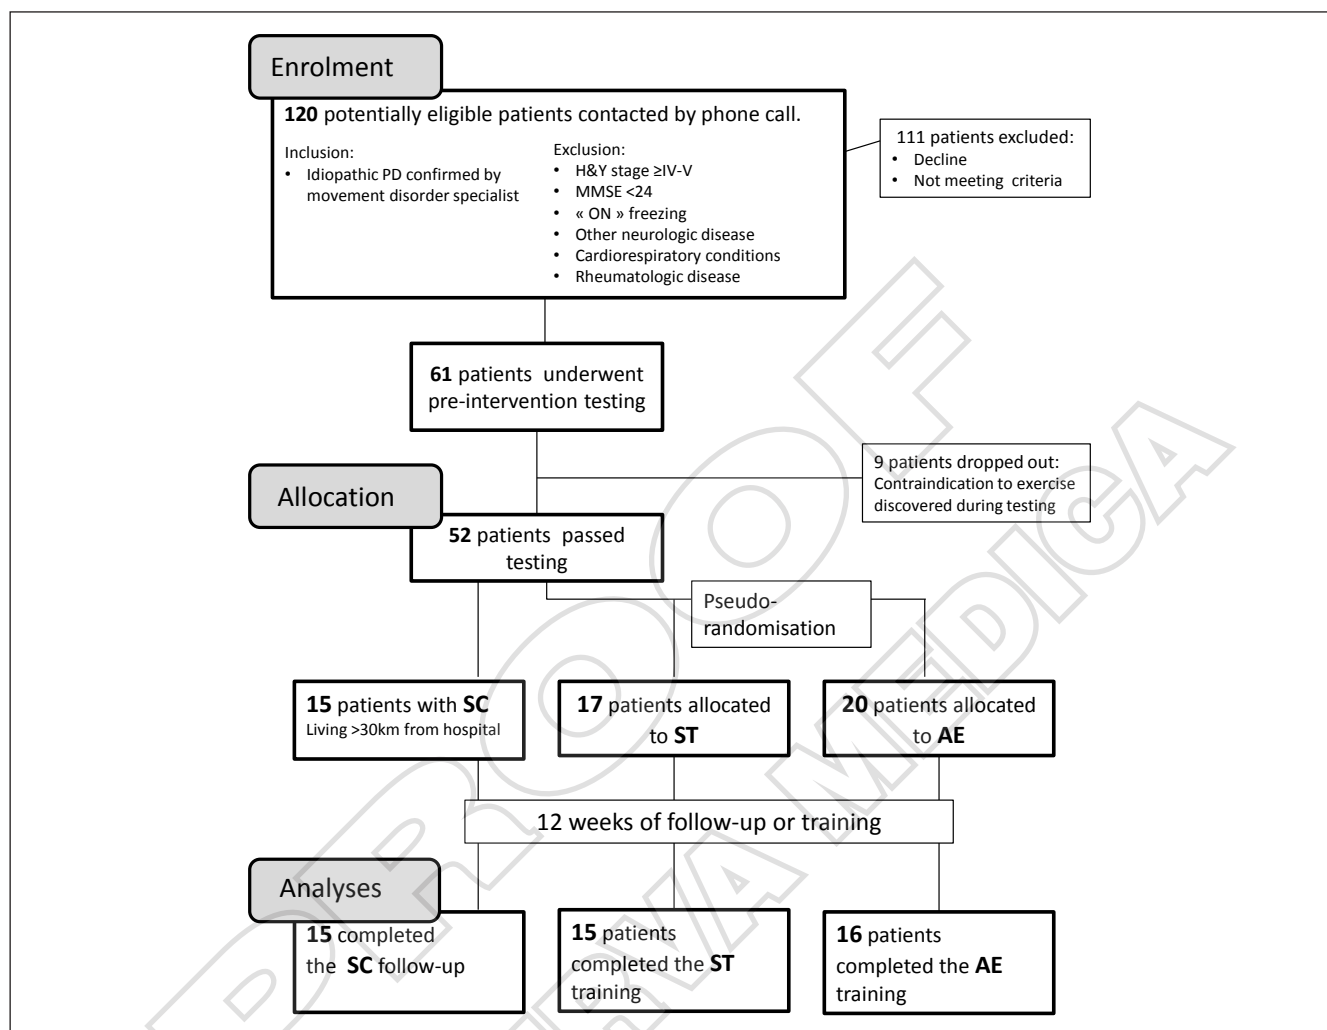 Enrolment
120 potentially eligible patients contacted by phone call.
Inclusion:
• Idiopathic PD confirmed by
movement disorder specialist
Exclusion:
• H&Y stage ≥IV-V
• MMSE <24
• « ON » freezing
• Other neurologic disease
• Cardiorespiratory conditions
• Rheumatologic disease
111 patients excluded:
• Decline
• Not meeting criteria
61 patients underwent
pre-intervention testing
9 patients dropped out:
Contraindication to exercise
discovered during testing
Allocation
52 patients passed
testing
Pseudo-
randomisation
15 patients with SC
Living >30km from hospital
17 patients allocated
to ST
20 patients allocated
to AE
12 weeks of follow-up or training
Analyses
15 completed
the SC follow-up
15 patients
completed the ST
training
16 patients
completed the AE
training
PROOF
RVA MEDICA